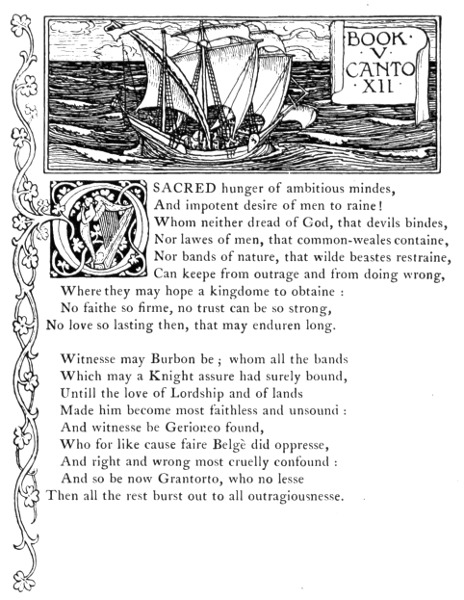 BOOK ·
· V ·
CANTO
· XII ·
O SACRED hunger of ambitious mindes,
And impotent desire of men to raine!
Whom neither dread of God, that devils bindes,
Nor lawes of men, that common-weales containe,
Nor bands of nature, that wilde beastes restraine,
Can keepe from outrage and from doing wrong,
Where they may hope a kingdome to obtaine :
No faithe so firme, no trust can be so strong,
No love so lasting then, that may enduren long.
Witnesse may Burbon be ; whom all the bands
Which may a Knight assure had surely bound,
Untill the love of Lordship and of lands
Made him become most faithless and unsound :
And witnesse be Gerioneo found,
Who for like cause faire Belgè did oppresse,
And right and wrong most cruelly confound :
And so be now Grantorto, who no lesse
Then all the rest burst out to all outragiousnesse.